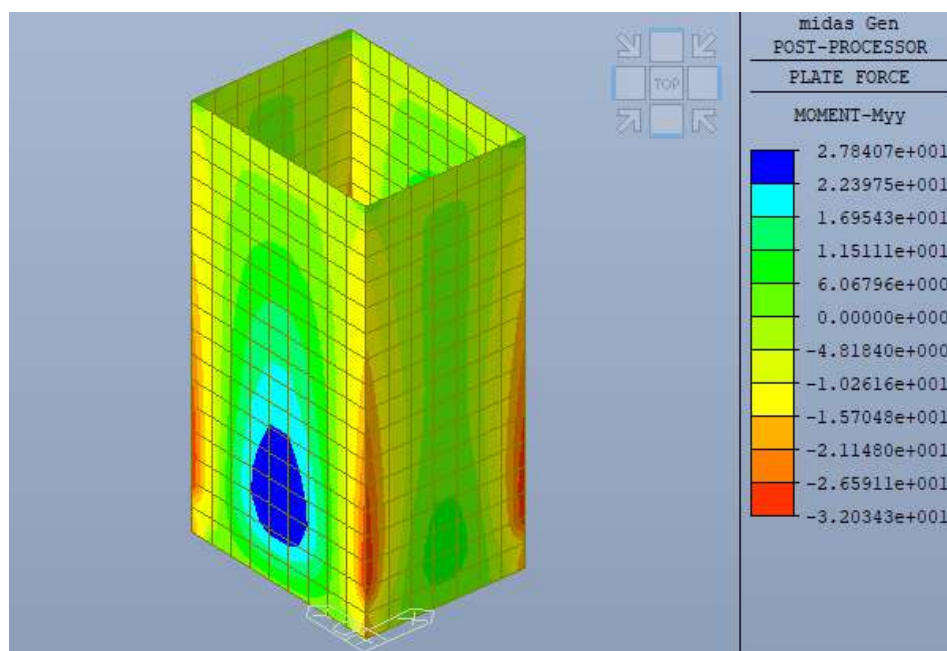 midas Gen
POST-PROCESSOR
PLATE FORCE
MOMENT-Myy
TOP
2.78407e+001
2.23975e+001
1.69543e+001
1.15111e+001
6.06796e+000
0.00000e+000
-4.81840e+000
-1.02616e+001
-1.57048e+001
-2.11480e+001
-2.65911e+001
-3.20343e+001